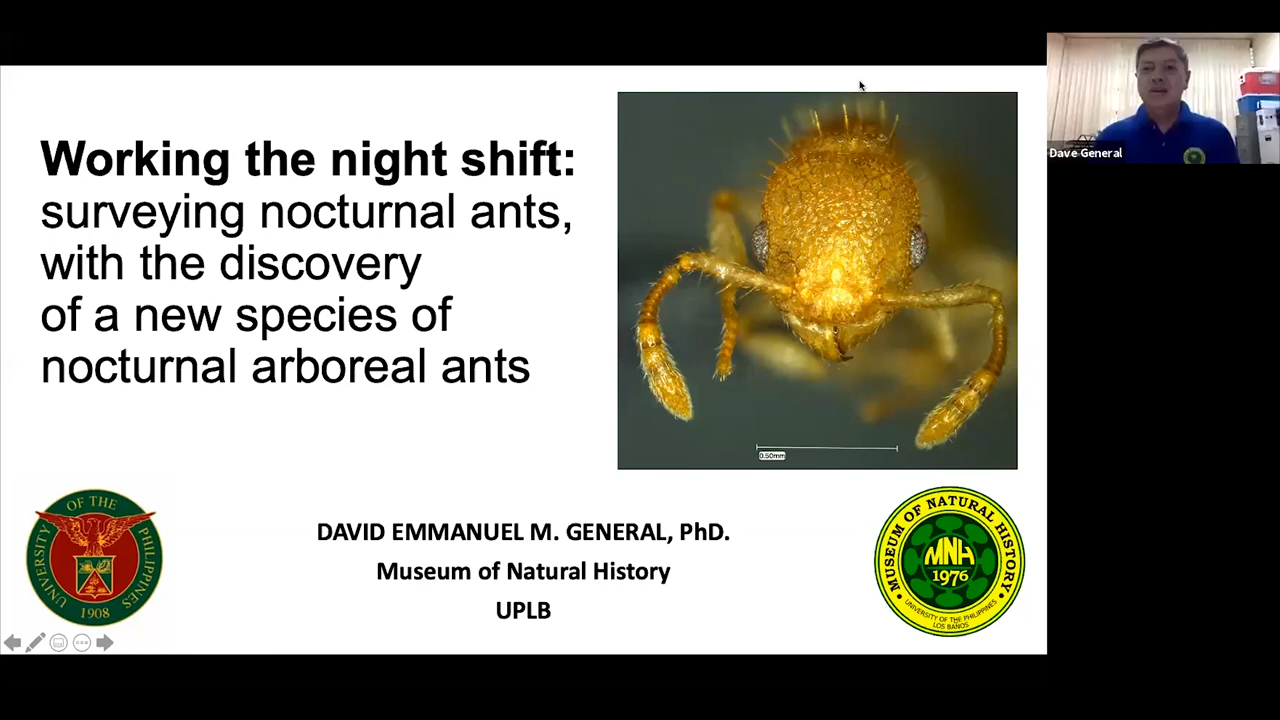 Working the night shift:
surveying nocturnal ants,
with the discovery
of a new species of
nocturnal arboreal ants
0.50mm
DAVID EMMANUEL M. GENERAL, PhD.
Museum of Natural History
UPLB
UNIVERSITY OF THE PHILIPPINES
1908
MUSEUM OF NATURAL HISTORY
MNH
1976
UNIVERSITY OF THE PHILIPPINES
LOS BAÑOS
Dave General